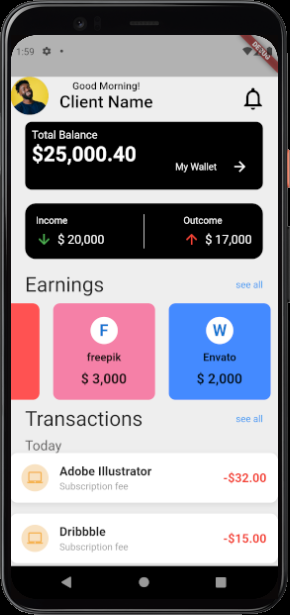 1:59
DEBUG
Good Morning!
Client Name
Total Balance
$25,000.40
My Wallet
Income
Outcome
$ 20,000
$ 17,000
Earnings
see all
F
W
freepik
Envato
$ 3,000
$ 2,000
Transactions
see all
Today
Adobe Illustrator
-$32.00
Subscription fee
Dribbble
-$15.00
Subscription fee